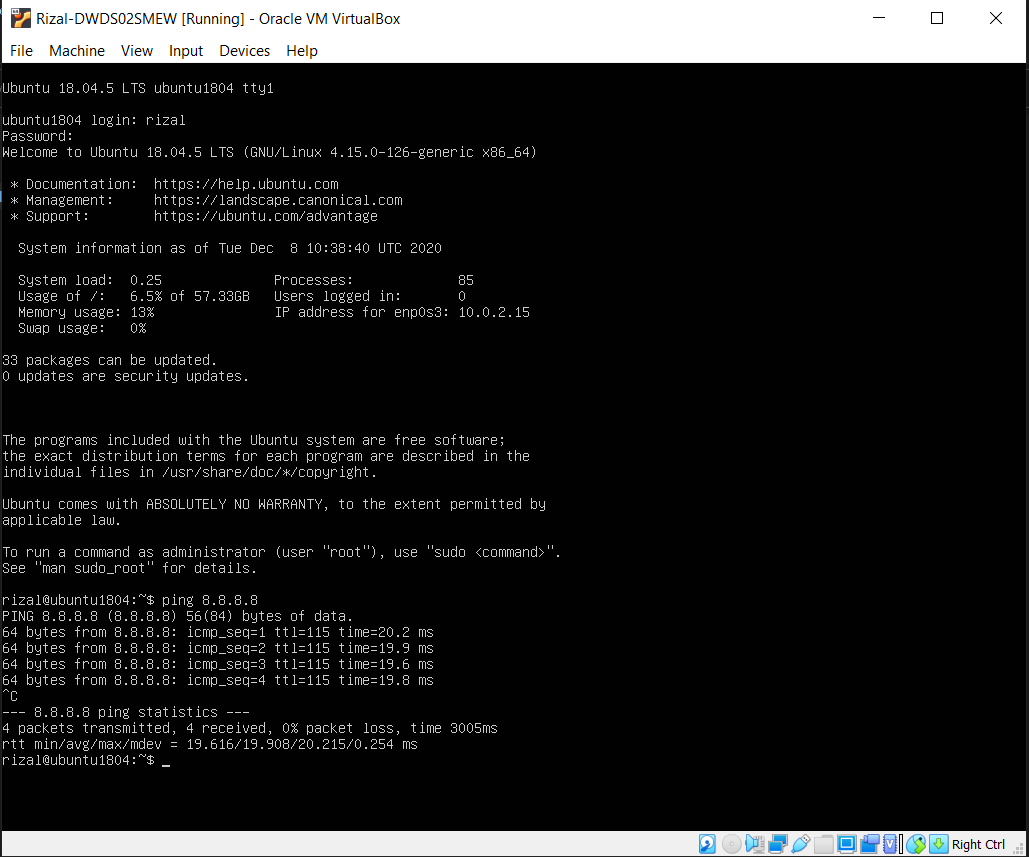 Rizal-DWDS02SMEW [Running] - Oracle VM VirtualBox
File Machine View Input Devices Help
Ubuntu 18.04.5 LTS ubuntu1804 tty1
ubuntu1804 login: rizal
Password:
Welcome to Ubuntu 18.04.5 LTS (GNU/Linux 4.15.0-126-generic x86_64)
* Documentation: https://help.ubuntu.com
* Management: https://landscape.canonical.com
* Support: https://ubuntu.com/advantage
System information as of Tue Dec 8 10:38:40 UTC 2020
System load: 0.25 Processes: 85
Usage of /: 6.5% of 57.33GB Users logged in: 0
Memory usage: 13% IP address for enp0s3: 10.0.2.15
Swap usage: 0%
33 packages can be updated.
0 updates are security updates.
The programs included with the Ubuntu system are free software;
the exact distribution terms for each program are described in the
individual files in /usr/share/doc/*/copyright.
Ubuntu comes with ABSOLUTELY NO WARRANTY, to the extent permitted by
applicable law.
To run a command as administrator (user "root"), use "sudo <command>".
See "man sudo_root" for details.
rizal@ubuntu1804:~$ ping 8.8.8.8
PING 8.8.8.8 (8.8.8.8) 56(84) bytes of data.
64 bytes from 8.8.8.8: icmp_seq=1 ttl=115 time=20.2 ms
64 bytes from 8.8.8.8: icmp_seq=2 ttl=115 time=19.9 ms
64 bytes from 8.8.8.8: icmp_seq=3 ttl=115 time=19.6 ms
64 bytes from 8.8.8.8: icmp_seq=4 ttl=115 time=19.8 ms
^C
--- 8.8.8.8 ping statistics ---
4 packets transmitted, 4 received, 0% packet loss, time 3005ms
rtt min/avg/max/mdev = 19.616/19.908/20.215/0.254 ms
rizal@ubuntu1804:~$ _
Right Ctrl